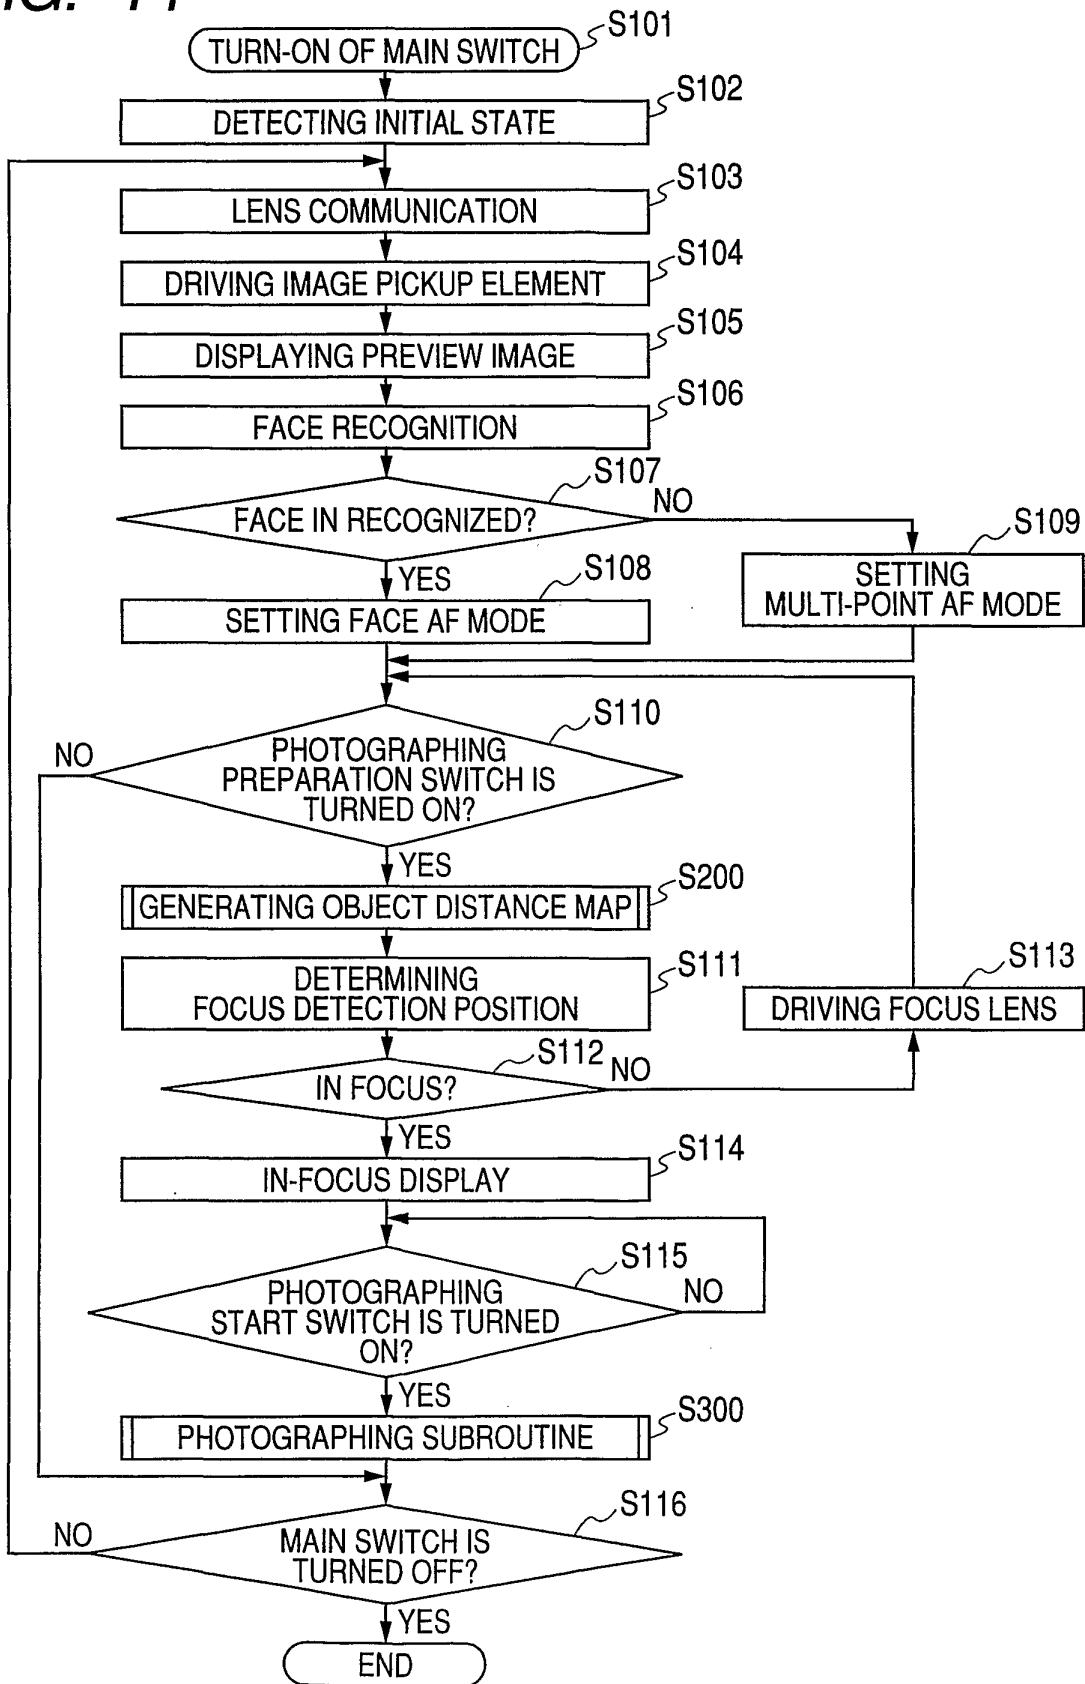 TURN-ON OF MAIN SWITCH
S101
DETECTING INITIAL STATE
S102
LENS COMMUNICATION
S103
DRIVING IMAGE PICKUP ELEMENT
S104
DISPLAYING PREVIEW IMAGE
S105
FACE RECOGNITION
S106
FACE IN RECOGNIZED?
S107
NO
YES
SETTING FACE AF MODE
S108
SETTING
MULTI-POINT AF MODE
S109
PHOTOGRAPHING
PREPARATION SWITCH IS
TURNED ON?
S110
NO
YES
GENERATING OBJECT DISTANCE MAP
S200
DETERMINING
FOCUS DETECTION POSITION
S111
IN FOCUS?
S112
NO
YES
DRIVING FOCUS LENS
S113
IN-FOCUS DISPLAY
S114
PHOTOGRAPHING
START SWITCH IS TURNED
ON?
S115
NO
YES
PHOTOGRAPHING SUBROUTINE
S300
MAIN SWITCH IS
TURNED OFF?
S116
NO
YES
END